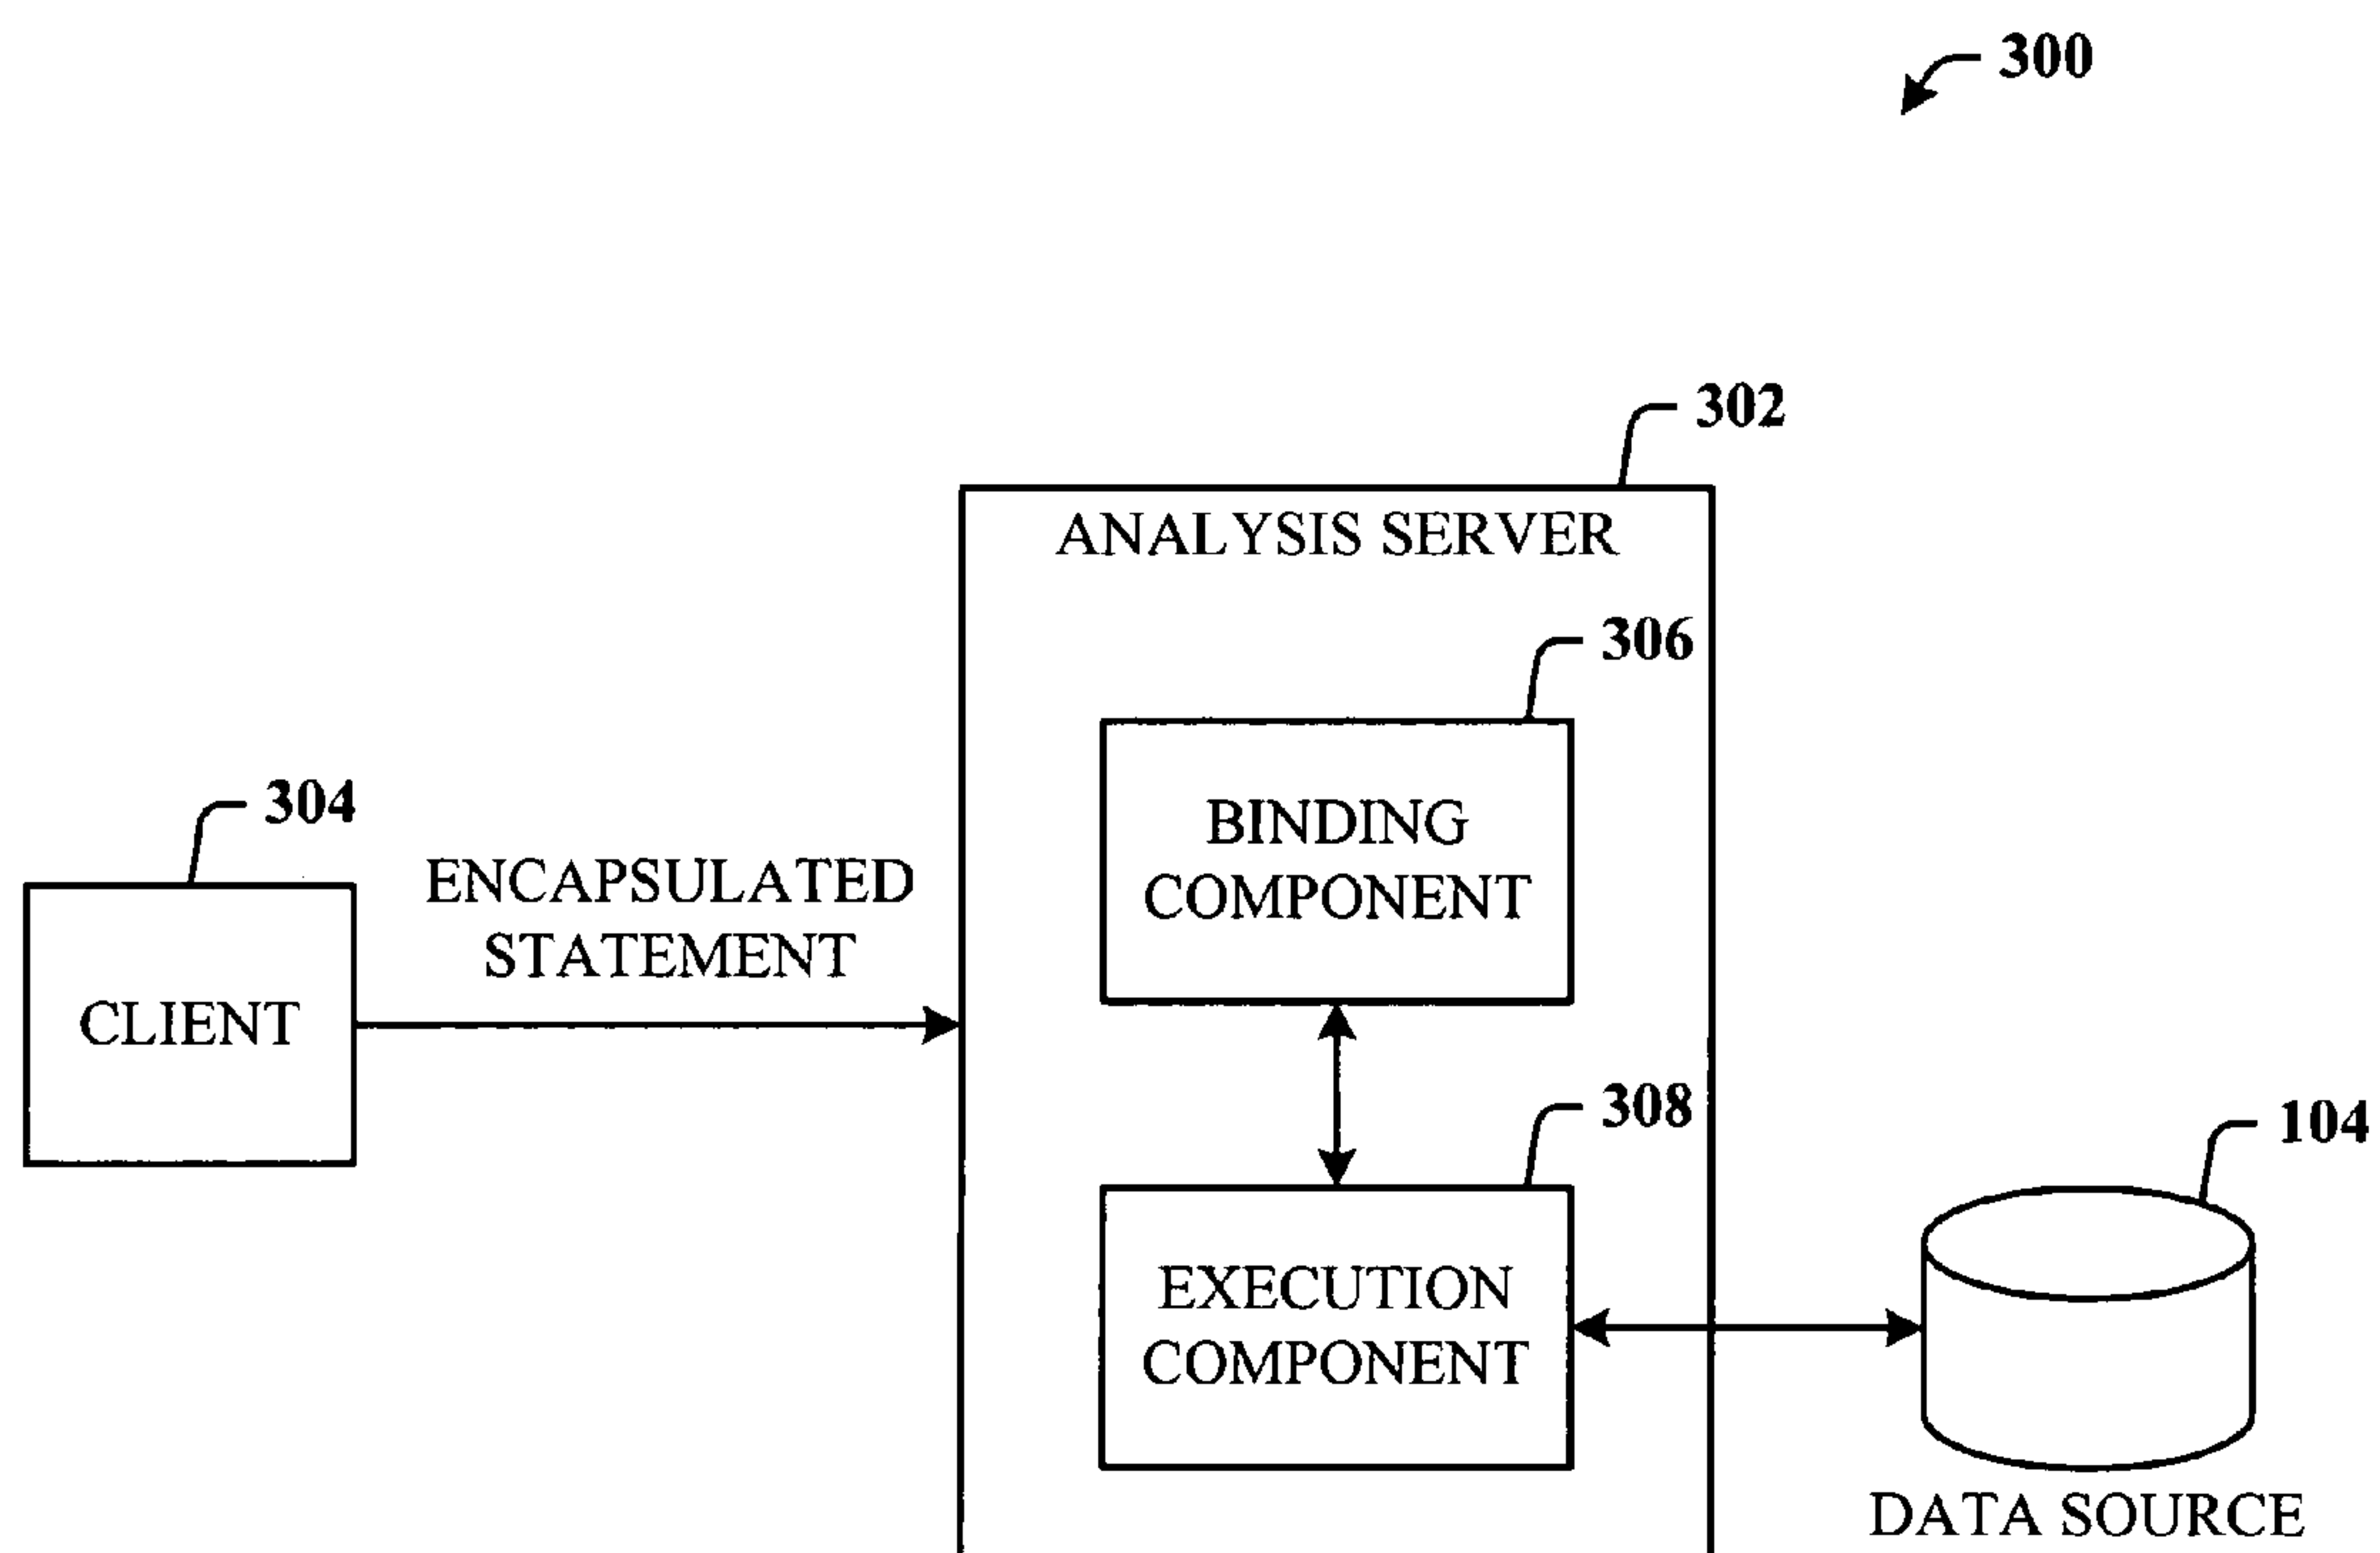 300
302
ANALYSIS SERVER
306
BINDING
COMPONENT
304
ENCAPSULATED
STATEMENT
CLIENT
308
104
EXECUTION
COMPONENT
DATA SOURCE